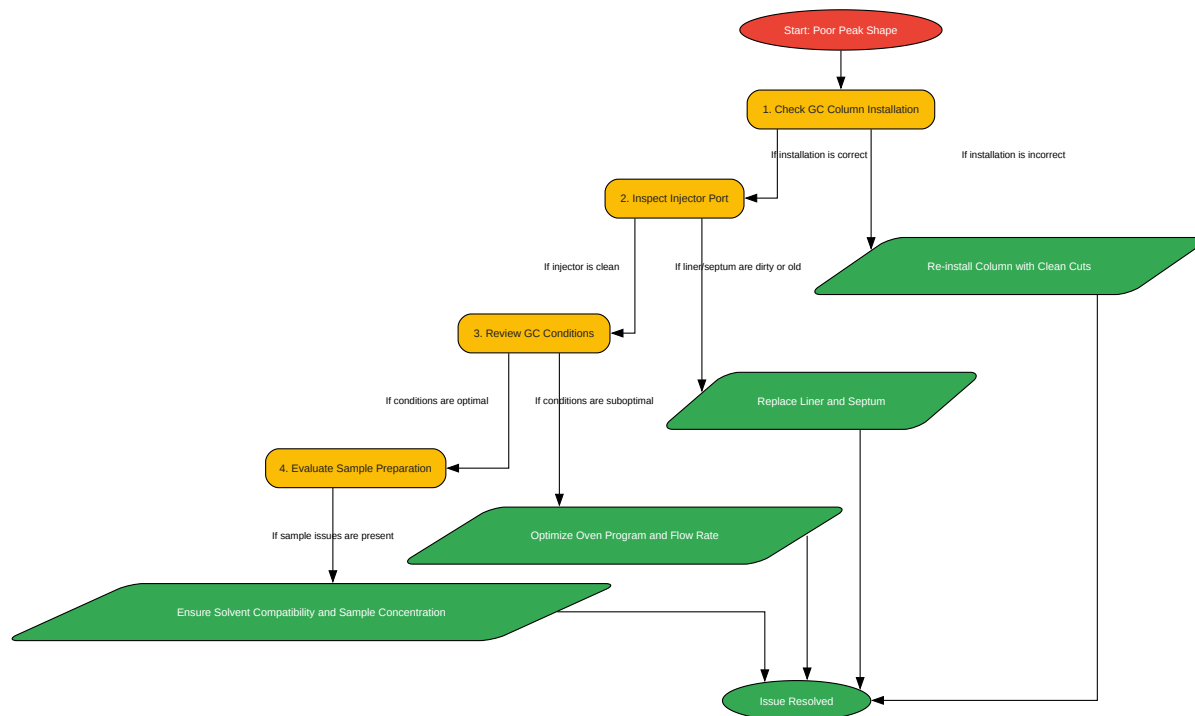 Start: Poor Peak Shape
1. Check GC Column Installation
If installation is correct
If installation is incorrect
2. Inspect Injector Port
If injector is clean
If liner/septum are dirty or old
Re-install Column with Clean Cuts
3. Review GC Conditions
If conditions are optimal
If conditions are suboptimal
Replace Liner and Septum
4. Evaluate Sample Preparation
If sample issues are present
Optimize Oven Program and Flow Rate
Ensure Solvent Compatibility and Sample Concentration
Issue Resolved